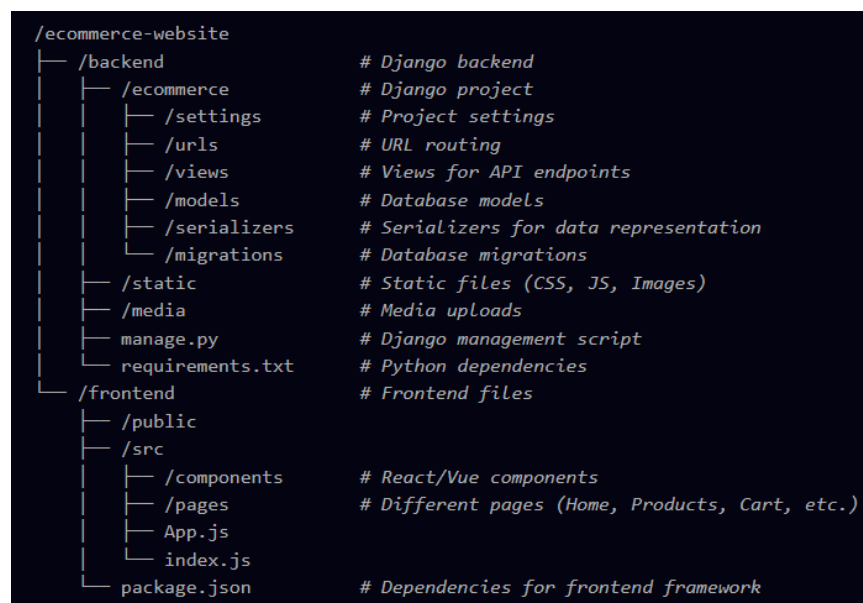 /ecommerce-website
├── /backend                   # Django backend
│   ├── /ecommerce             # Django project
│   │   ├── /settings          # Project settings
│   │   ├── /urls              # URL routing
│   │   ├── /views             # Views for API endpoints
│   │   ├── /models            # Database models
│   │   ├── /serializers       # Serializers for data representation
│   │   └── /migrations        # Database migrations
│   ├── /static                # Static files (CSS, JS, Images)
│   ├── /media                 # Media uploads
│   ├── manage.py              # Django management script
│   └── requirements.txt       # Python dependencies
└── /frontend                  # Frontend files
    ├── /public
    ├── /src
    │   ├── /components        # React/Vue components
    │   ├── /pages             # Different pages (Home, Products, Cart, etc.)
    │   ├── App.js
    │   └── index.js
    └── package.json           # Dependencies for frontend framework